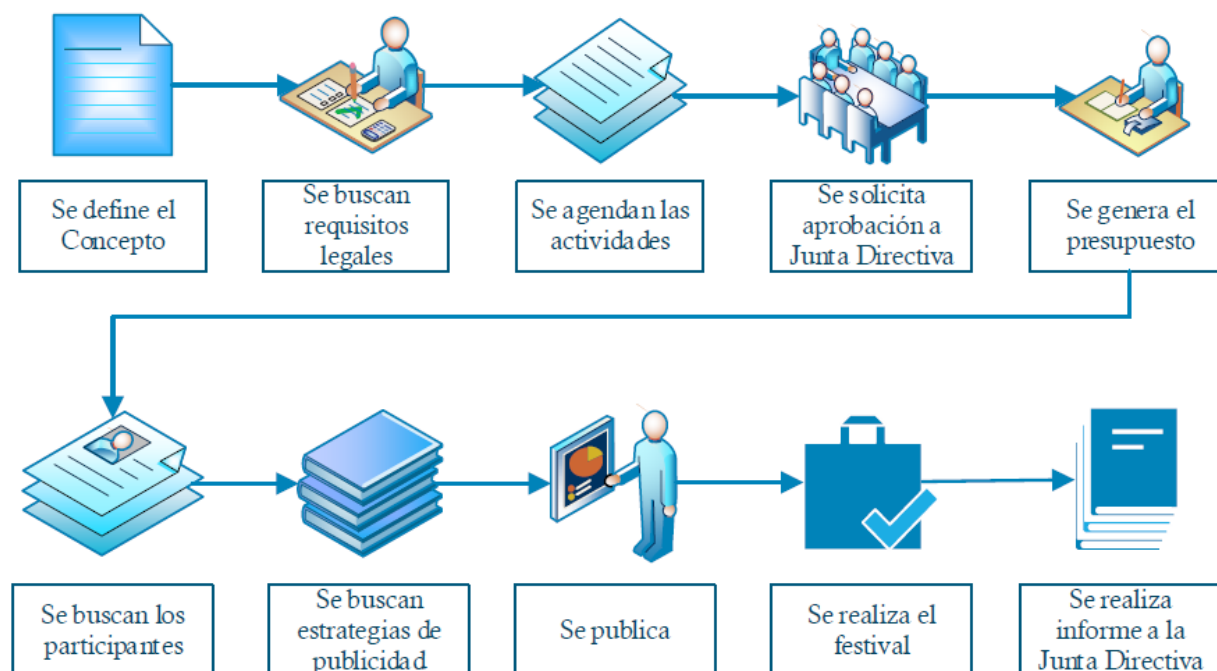 Se define el
Concepto
Se buscan
requisitos
legales
Se agendan las
actividades
Se solicita
aprobación a
Junta Directiva
Se genera el
presupuesto
Se buscan los
participantes
Se buscan
estrategias de
publicidad
Se publica
Se realiza el
festival
Se realiza
informe a la
Junta Directiva